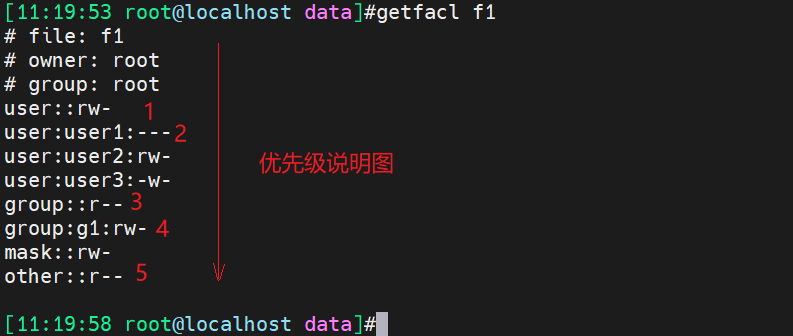 [11:19:53 root@localhost data]#getfacl f1
# file: f1
# owner: root
# group: root
user::rw- 1
user:user1:--- 2
user:user2:rw-
优先级说明图
user:user3:-w-
group::r-- 3
group:g1:rw- 4
mask::rw-
other::r-- 5
[11:19:58 root@localhost data]#